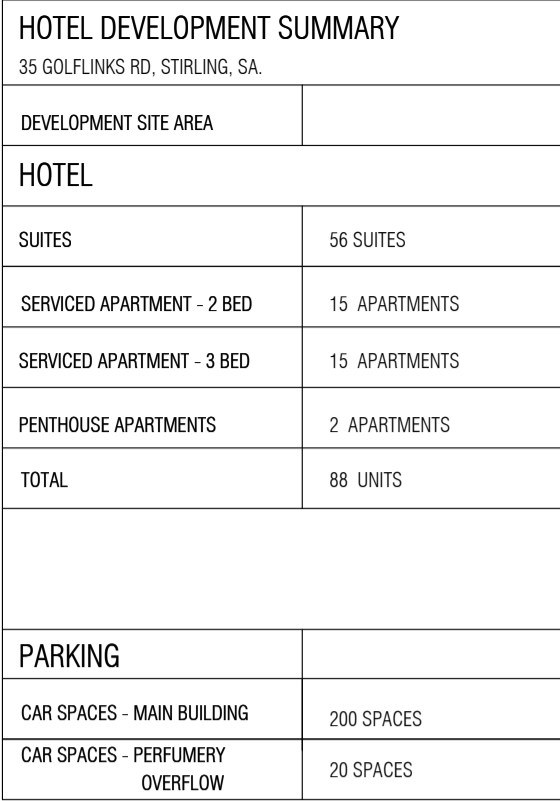 HOTEL DEVELOPMENT SUMMARY
35 GOLFLINKS RD, STIRLING, SA.
DEVELOPMENT SITE AREA
HOTEL
SUITES 56 SUITES
SERVICED APARTMENT - 2 BED 15 APARTMENTS
SERVICED APARTMENT - 3 BED 15 APARTMENTS
PENTHOUSE APARTMENTS 2 APARTMENTS
TOTAL 88 UNITS
PARKING
CAR SPACES - MAIN BUILDING 200 SPACES
CAR SPACES - PERFUMERY
OVERFLOW 20 SPACES